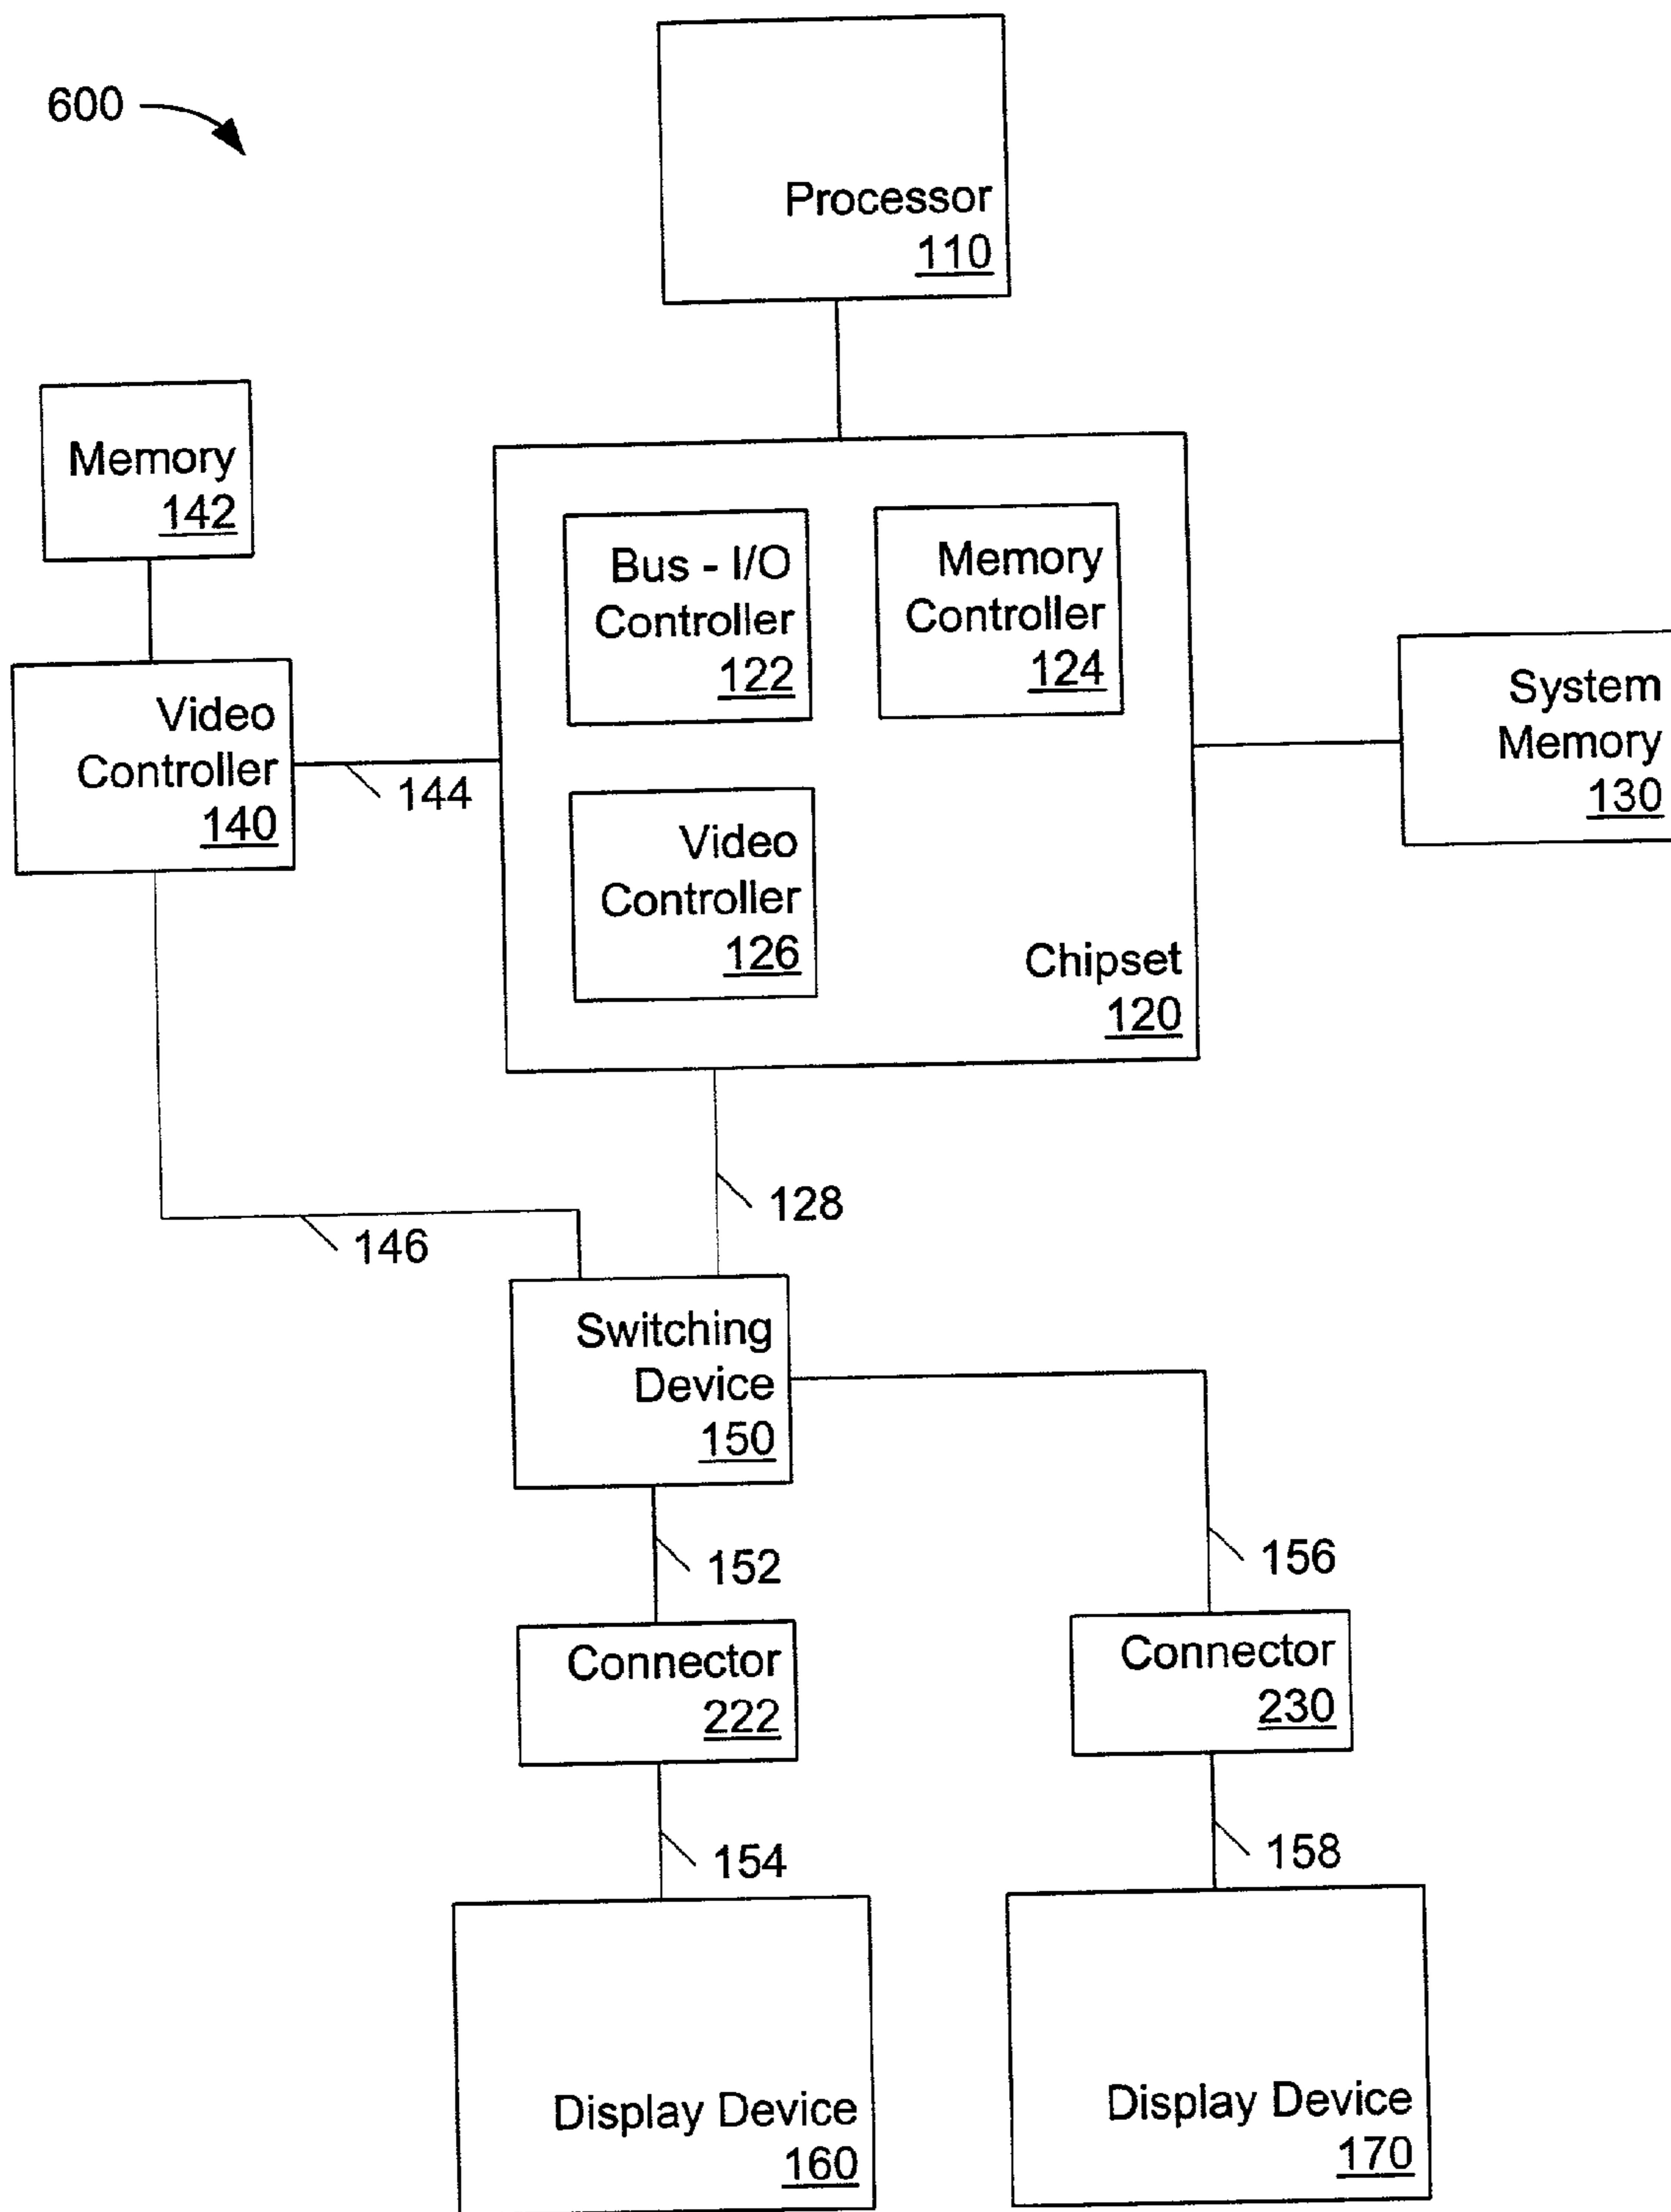 600
Processor
110
Memory
142
Bus - I/O
Controller
122
Memory
Controller
124
System
Memory
130
Video
Controller
140
144
Video
Controller
126
Chipset
120
128
146
Switching
Device
150
152
156
Connector
222
Connector
230
154
158
Display Device
160
Display Device
170